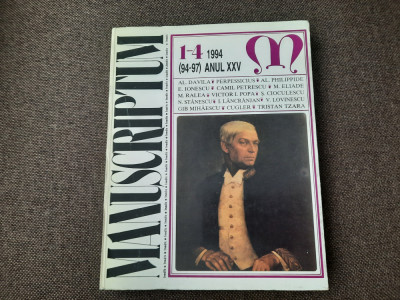 MANUSCRIPTUM
1-4 1994
(94-97) ANUL XXV
M
AL. DAVILA • PERPESSICIUS • AL. PHILIPPIDE
E. IONESCU • CAMIL PETRESCU • M. ELIADE
M. RALEA • VICTOR I. POPA • S. CIOCULESCU
N. STĂNESCU • I. LĂNCRĂNJAN • V. LOVINESCU
GIB MIHĂESCU • CUGLER • TRISTAN TZARA